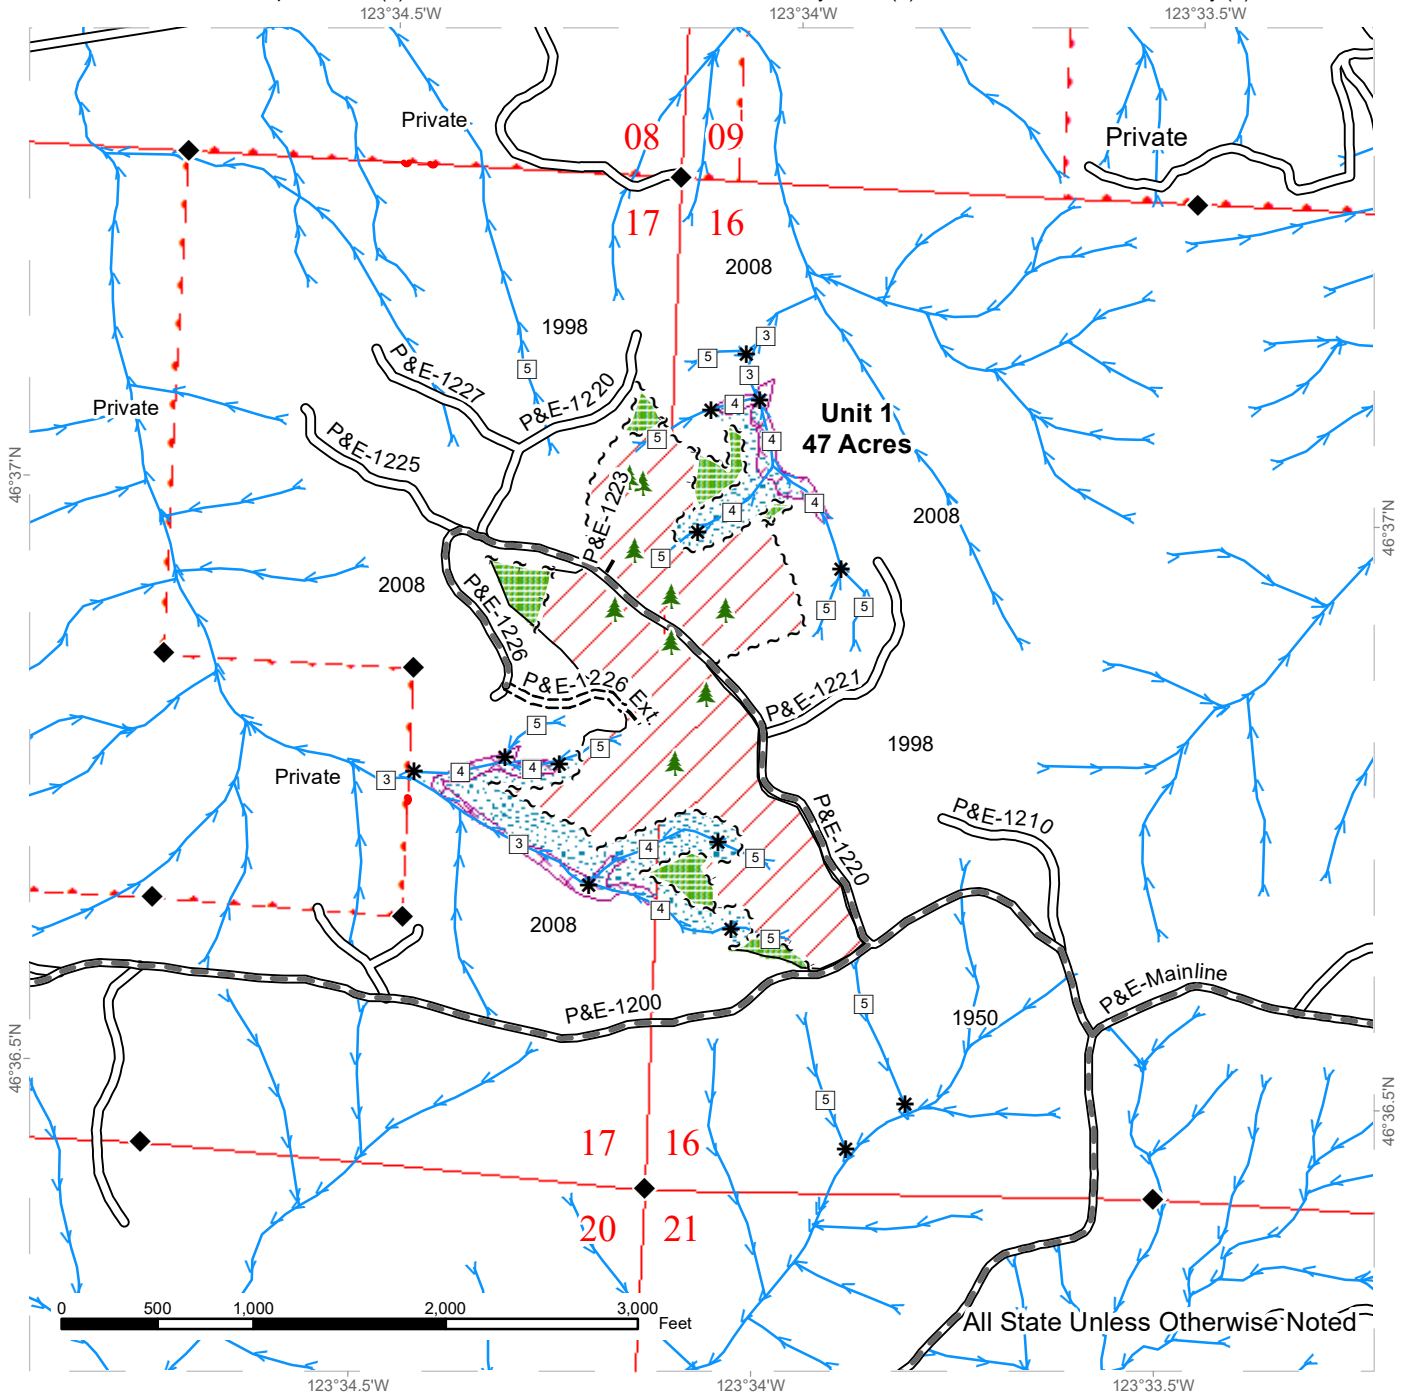 123°34.5'W
123°34'W
123°33.5'W
Private
08
09
Private
17
16
2008
1998
3
5
5
3
P&E-1227
P&E-1220
4
Private
Unit 1
47 Acres
5
4
P&E-1225
46°37'N
P&E-1223
4
4
2008
46°37'N
5
2008
P&E-1226
5
5
P&E-1226 Ext.
P&E-1221
5
5
1998
Private
3
4
4
P&E-1220
P&E-1210
3
4
5
4
2008
5
P&E-Mainline
P&E-1200
5
1950
46°36.5'N
5
46°36.5'N
17
16
20
21
0
500
1,000
2,000
3,000
Feet
All State Unless Otherwise Noted
123°34.5'W
123°34'W
123°33.5'W